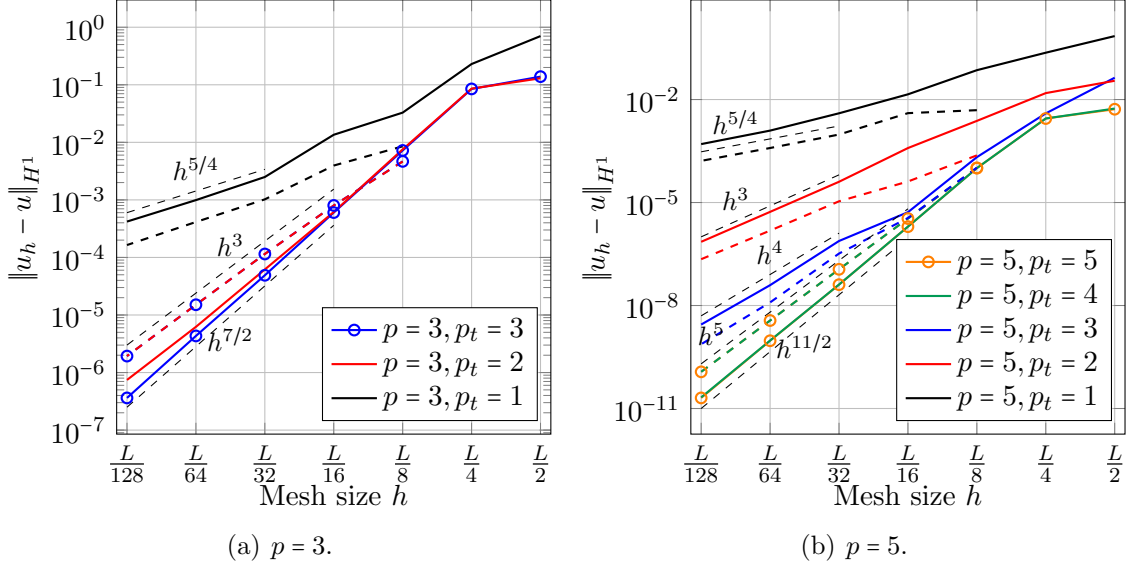 10^0
10^{-1}
10^{-2}
10^{-3}
10^{-4}
10^{-5}
10^{-6}
10^{-7}
‖u_h − u‖_{H^1}
h^{5/4}
h^3
h^{7/2}
p = 3, p_t = 3
p = 3, p_t = 2
p = 3, p_t = 1
L/128 L/64 L/32 L/16 L/8 L/4 L/2
Mesh size h
(a) p = 3.
10^{-2}
10^{-5}
10^{-8}
10^{-11}
‖u_h − u‖_{H^1}
h^{5/4}
h^3
h^4
h^5
h^{11/2}
p = 5, p_t = 5
p = 5, p_t = 4
p = 5, p_t = 3
p = 5, p_t = 2
p = 5, p_t = 1
L/128 L/64 L/32 L/16 L/8 L/4 L/2
Mesh size h
(b) p = 5.